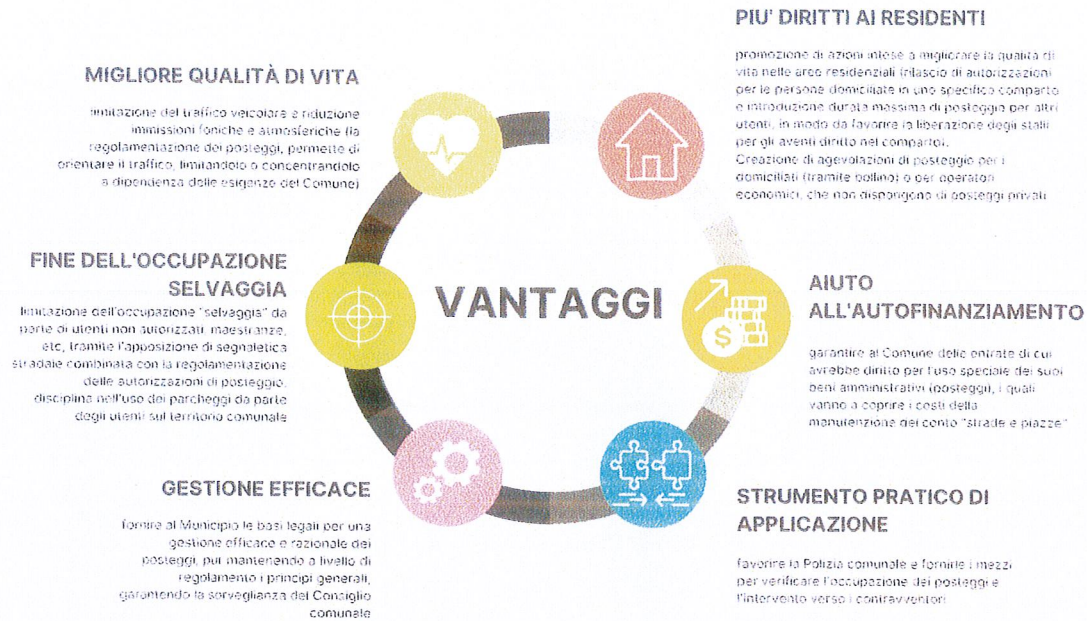 MIGLIORE QUALITÀ DI VITA
limitazione del traffico veicolare e riduzione
immissioni foniche e atmosferiche (la
regolamentazione dei posteggi, permette di
orientare il traffico, limitandolo o concentrandolo
a dipendenza delle esigenze del Comune)
FINE DELL'OCCUPAZIONE
SELVAGGIA
limitazione dell'occupazione "selvaggia" da
parte di utenti non autorizzati, maestranze,
etc, tramite l'apposizione di segnaletica
stradale combinata con la regolamentazione
delle autorizzazioni di posteggio.
disciplina nell'uso dei parcheggi da parte
degli utenti sul territorio comunale
GESTIONE EFFICACE
fornire al Municipio le basi legali per una
gestione efficace e razionale dei
posteggi, pur mantenendo a livello di
regolamento i principi generali,
garantendo la sorveglianza del Consiglio
comunale
VANTAGGI
PIU' DIRITTI AI RESIDENTI
promozione di azioni intese a migliorare la qualità di
vita nelle aree residenziali (rilascio di autorizzazioni
per le persone domiciliate in uno specifico comparto
e introduzione durata massima di posteggio per altri
utenti, in modo da favorire la liberazione degli stalli
per gli aventi diritto nel comparto).
Creazione di agevolazioni di posteggio per i
domiciliati (tramite bollino) o per operatori
economici, che non dispongono di posteggi privati
AIUTO
ALL'AUTOFINANZIAMENTO
garantire al Comune delle entrate di cui
avrebbe diritto per l'uso speciale dei suoi
beni amministrativi (posteggi), i quali
vanno a coprire i costi della
manutenzione del conto "strade e piazze"
STRUMENTO PRATICO DI
APPLICAZIONE
favorire la Polizia comunale e fornirle i mezzi
per verificare l'occupazione dei posteggi e
l'intervento verso i contravventori